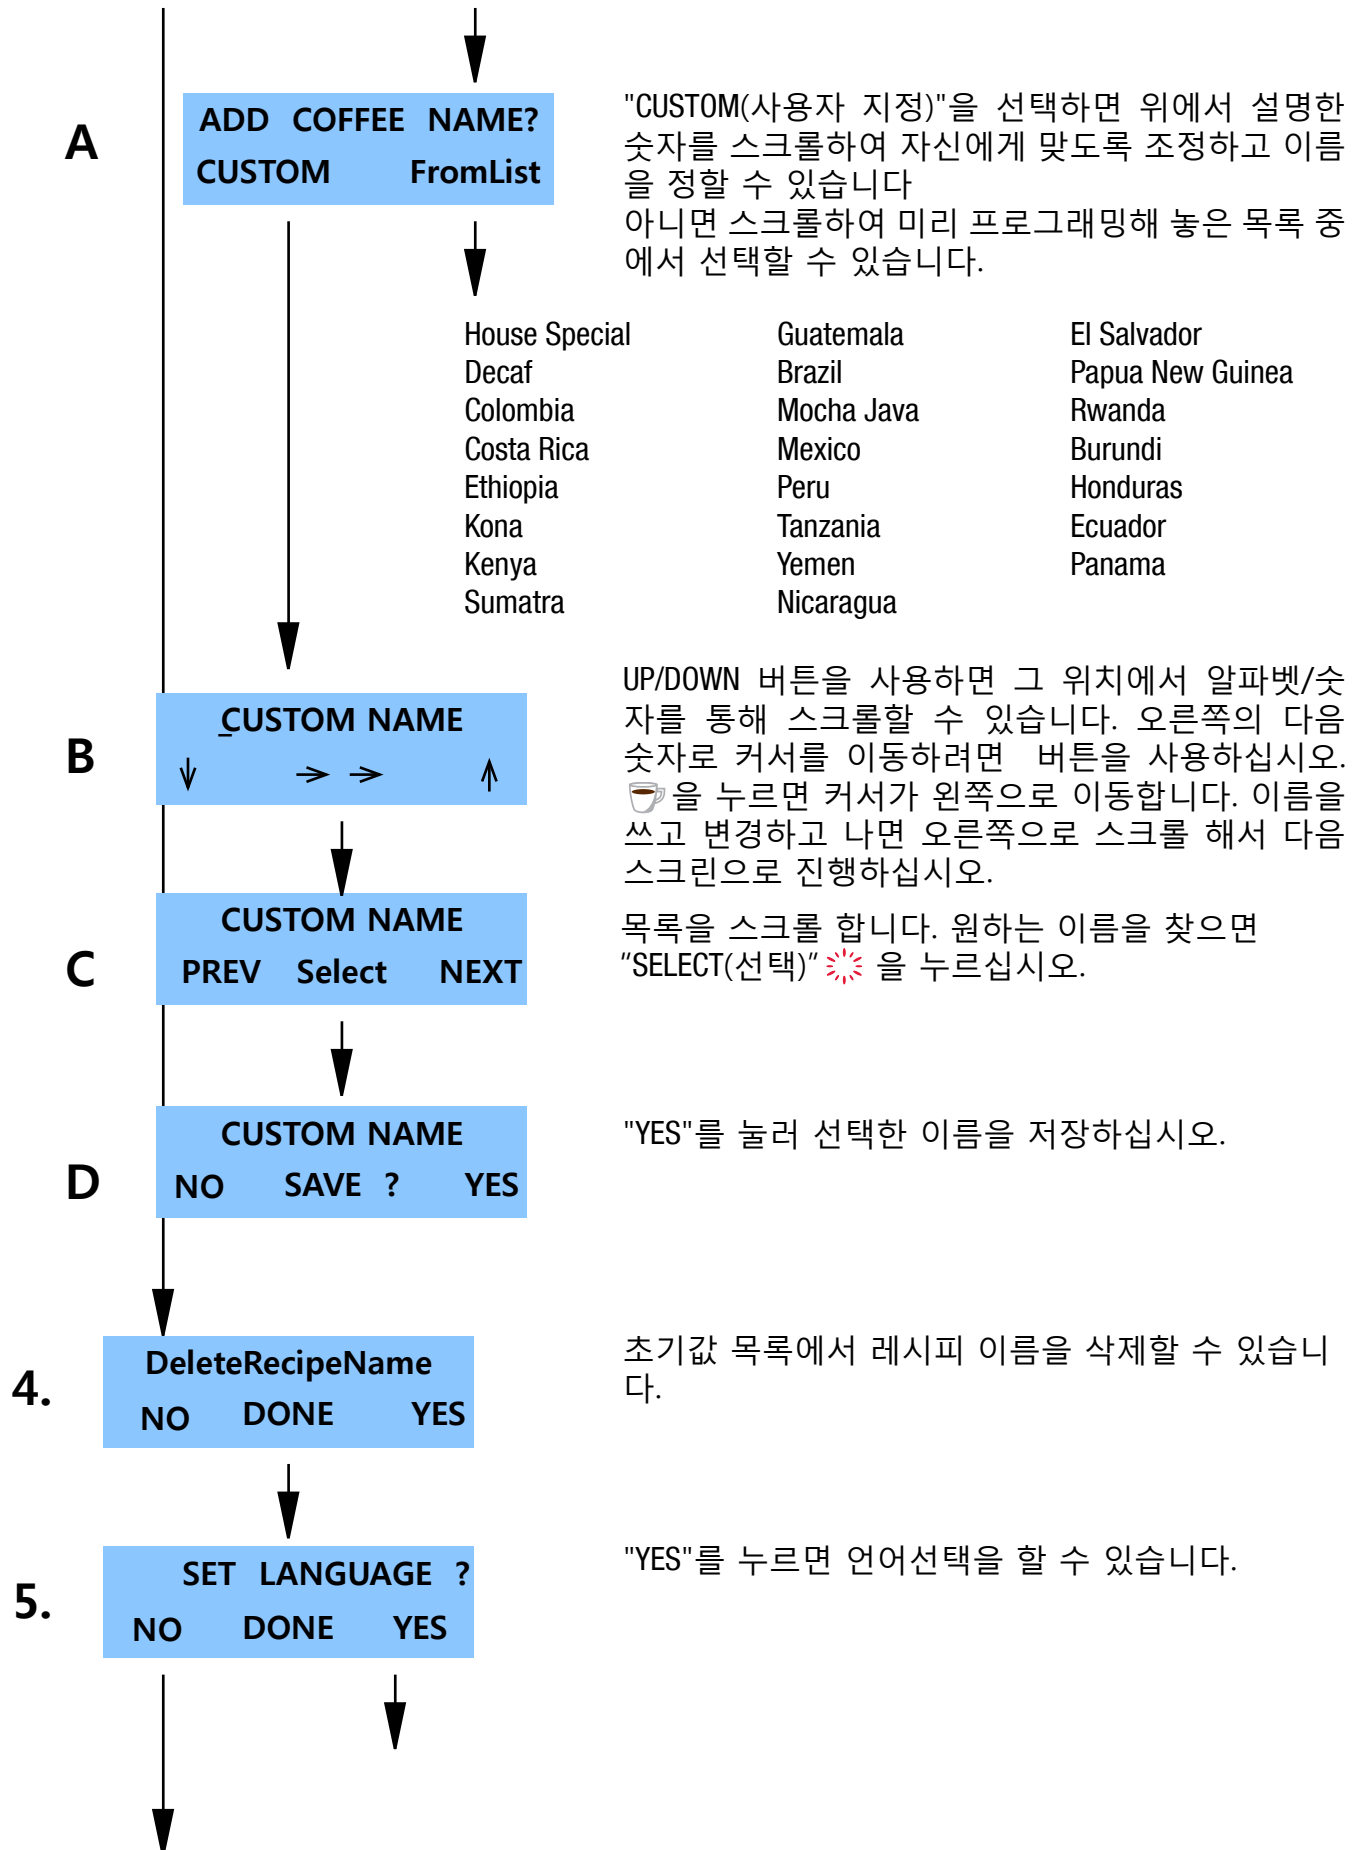 A
ADD COFFEE NAME?
CUSTOM FromList
"CUSTOM(사용자 지정)"을 선택하면 위에서 설명한
숫자를 스크롤하여 자신에게 맞도록 조정하고 이름
을 정할 수 있습니다
아니면 스크롤하여 미리 프로그래밍해 놓은 목록 중
에서 선택할 수 있습니다.
House Special
Decaf
Colombia
Costa Rica
Ethiopia
Kona
Kenya
Sumatra
Guatemala
Brazil
Mocha Java
Mexico
Peru
Tanzania
Yemen
Nicaragua
El Salvador
Papua New Guinea
Rwanda
Burundi
Honduras
Ecuador
Panama
B
CUSTOM NAME
UP/DOWN 버튼을 사용하면 그 위치에서 알파벳/숫
자를 통해 스크롤할 수 있습니다. 오른쪽의 다음
숫자로 커서를 이동하려면 버튼을 사용하십시오.
을 누르면 커서가 왼쪽으로 이동합니다. 이름을
쓰고 변경하고 나면 오른쪽으로 스크롤 해서 다음
스크린으로 진행하십시오.
C
CUSTOM NAME
PREV Select NEXT
목록을 스크롤 합니다. 원하는 이름을 찾으면
"SELECT(선택)" 을 누르십시오.
D
CUSTOM NAME
NO SAVE ? YES
"YES"를 눌러 선택한 이름을 저장하십시오.
4.
DeleteRecipeName
NO DONE YES
초기값 목록에서 레시피 이름을 삭제할 수 있습니
다.
5.
SET LANGUAGE ?
NO DONE YES
"YES"를 누르면 언어선택을 할 수 있습니다.